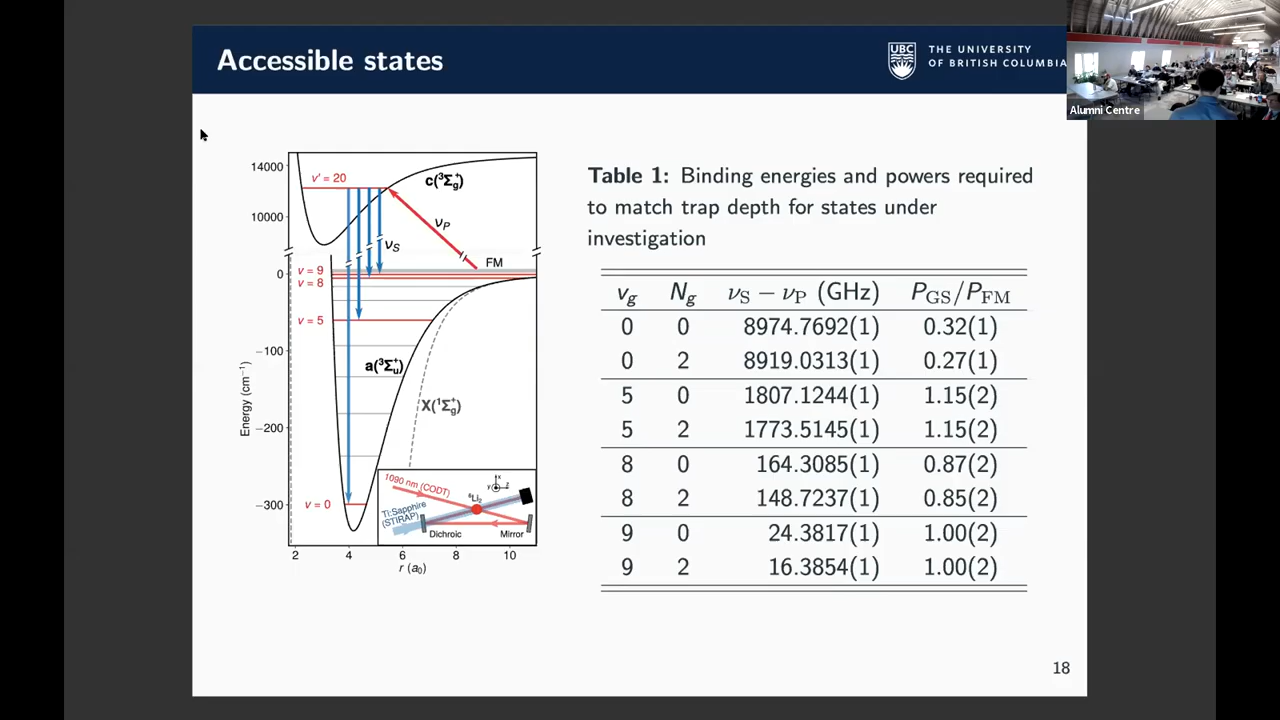 Accessible states
UBC
THE UNIVERSITY
OF BRITISH COLUMBIA
Alumni Centre
14000
10000
0
−100
−200
−300
Energy (cm⁻¹)
v' = 20
c(³Σg⁺)
νP
νS
FM
v = 9
v = 8
v = 5
a(³Σu⁺)
X(¹Σg⁺)
v = 0
1090 nm (CODT)
⁶Li₂
x
y
z
Ti:Sapphire
(STIRAP)
Dichroic
Mirror
2
4
6
8
10
r (a₀)
Table 1: Binding energies and powers required
to match trap depth for states under
investigation
vg Ng νS − νP (GHz) PGS/PFM
0 0 8974.7692(1) 0.32(1)
0 2 8919.0313(1) 0.27(1)
5 0 1807.1244(1) 1.15(2)
5 2 1773.5145(1) 1.15(2)
8 0 164.3085(1) 0.87(2)
8 2 148.7237(1) 0.85(2)
9 0 24.3817(1) 1.00(2)
9 2 16.3854(1) 1.00(2)
18